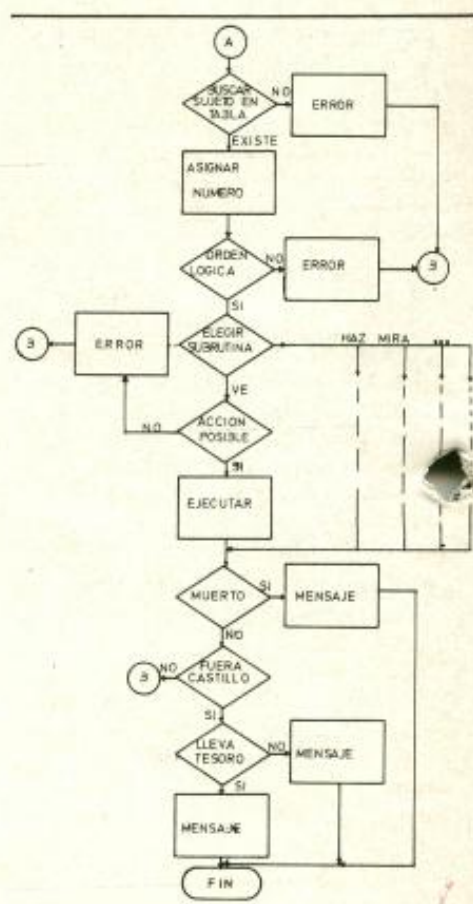 A
BUSCAR
SUJETO EN
TABLA
NO
ERROR
EXISTE
ASIGNAR
NUMERO
ORDEN
LOGICA
NO
ERROR
B
SI
B
ERROR
ELEGIR
SUBRUTINA
HAZ MIRA ***
VE
NO
ACCION
POSIBLE
SI
EJECUTAR
MUERTO
SI
MENSAJE
NO
B
NO
FUERA
CASTILLO
SI
LLEVA
TESORO
NO
MENSAJE
SI
MENSAJE
FIN